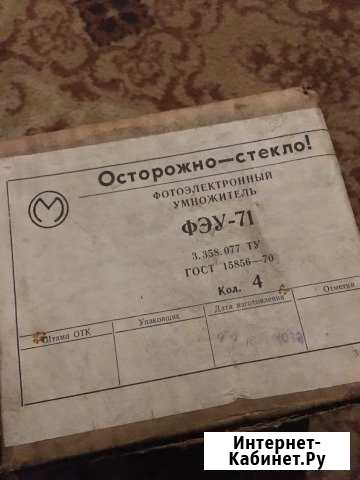 Осторожно—стекло!
ФОТОЭЛЕКТРОННЫЙ
УМНОЖИТЕЛЬ
ФЭУ-71
3.358.077 ТУ
ГОСТ 15856—70
Кол. 4
Штамп ОТК
Упаковщик
Дата изготовления
Отметки
Интернет-
Кабинет.Ру